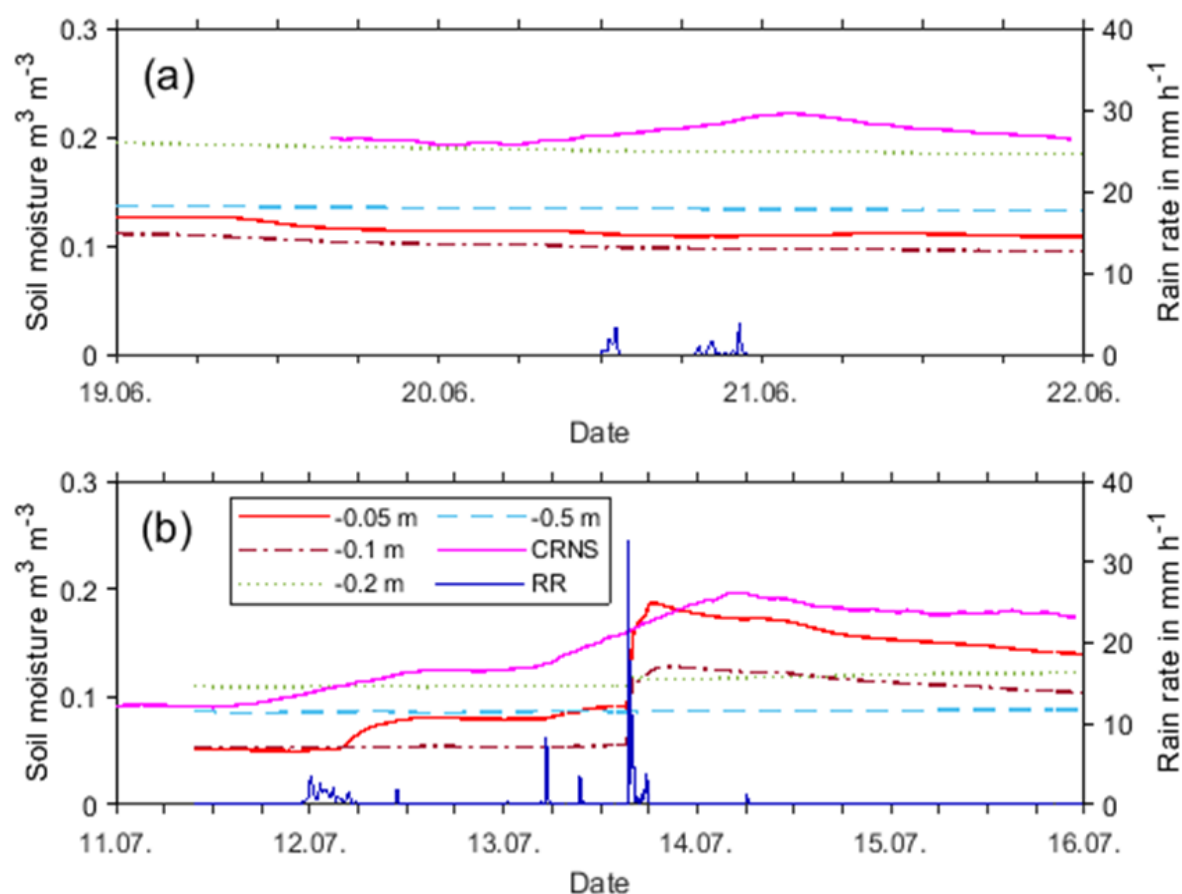 (a)
Soil moisture m³ m⁻³
Rain rate in mm h⁻¹
0.3
0.2
0.1
0
40
30
20
10
0
19.06.
20.06.
21.06.
22.06.
Date
(b)
Soil moisture m³ m⁻³
Rain rate in mm h⁻¹
0.3
0.2
0.1
0
40
30
20
10
0
-0.05 m
-0.5 m
-0.1 m
CRNS
-0.2 m
RR
11.07.
12.07.
13.07.
14.07.
15.07.
16.07.
Date